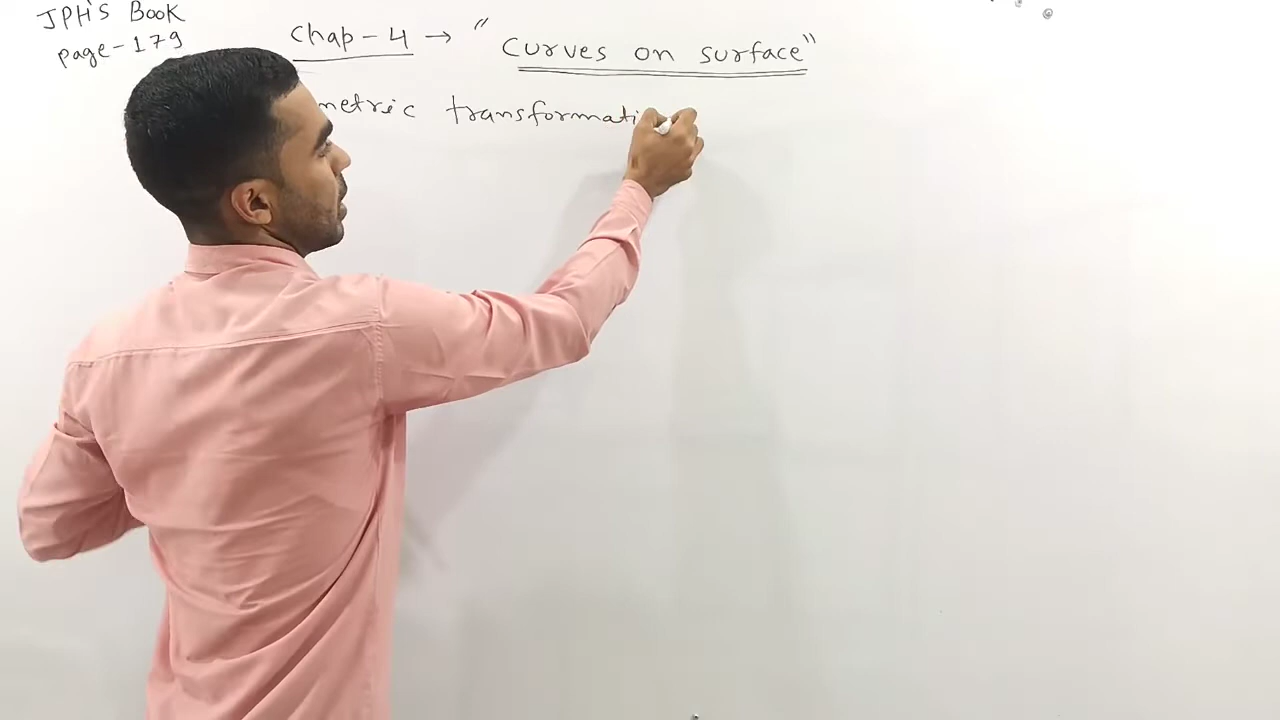 JPH'S Book
page-179
Chap-4 → "Curves on surface"
metric transformati